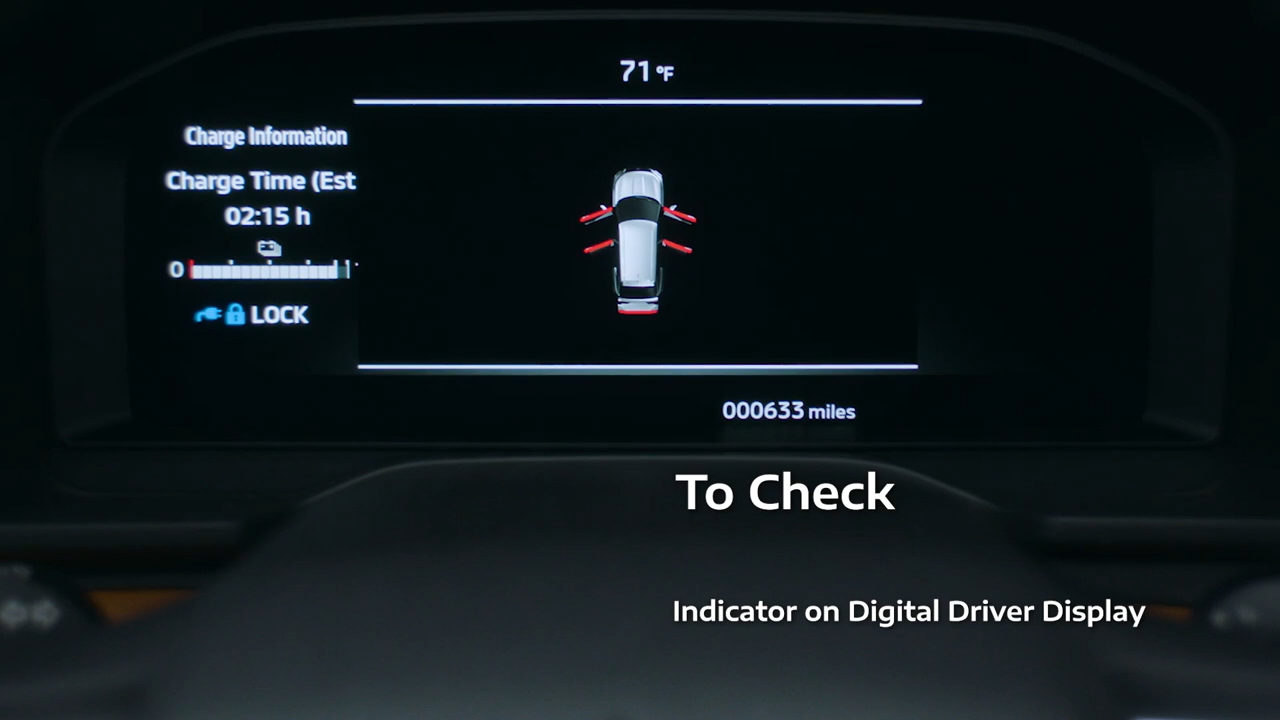 71°F
Charge Information
Charge Time (Est
02:15 h
0
LOCK
000633 miles
To Check
Indicator on Digital Driver Display